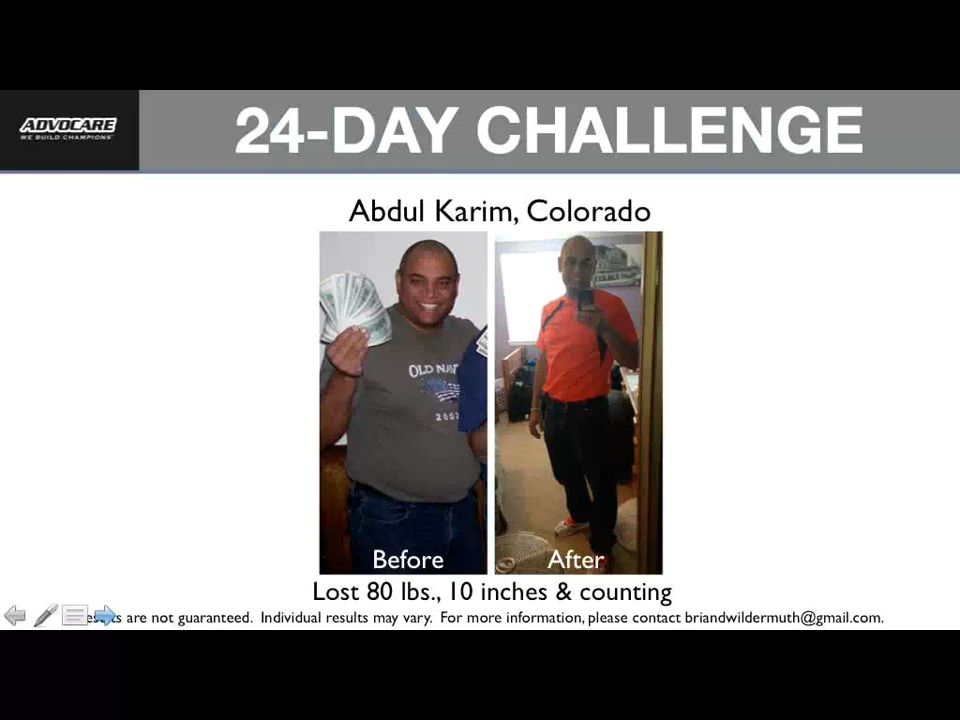 ADVOCARE
WE BUILD CHAMPIONS
24-DAY CHALLENGE
Abdul Karim, Colorado
OLD NAV
2002
Before
After
Lost 80 lbs., 10 inches & counting
are not guaranteed. Individual results may vary. For more information, please contact briandwildermuth@gmail.com.